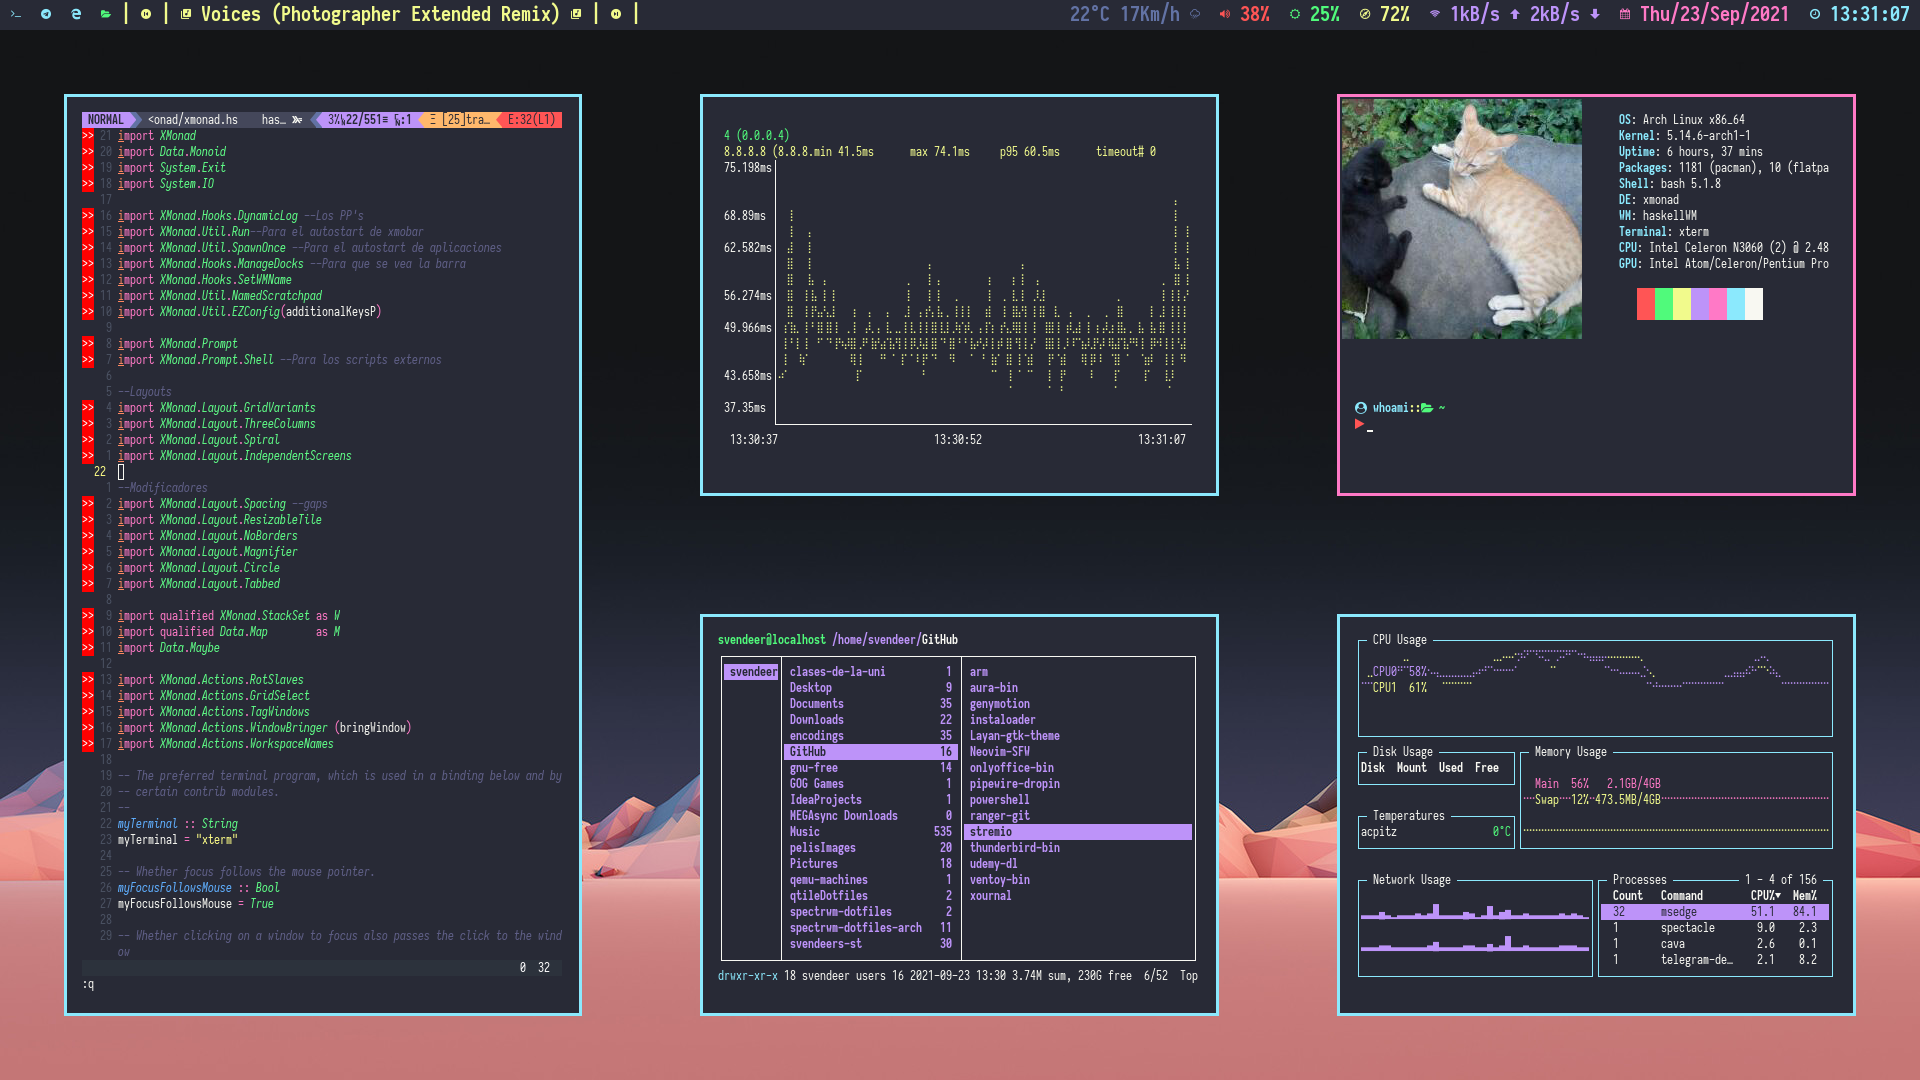 Voices (Photographer Extended Remix)
22°C 17Km/h 38% 25% 72% 1kB/s 2kB/s Thu/23/Sep/2021 13:31:07
NORMAL <onad/xmonad.hs has… 3% 22/551 :1 [25]tra… E:32(L1)
>> 21 import XMonad
>> 20 import Data.Monoid
>> 19 import System.Exit
>> 18 import System.IO
17
>> 16 import XMonad.Hooks.DynamicLog --Los PP's
>> 15 import XMonad.Util.Run--Para el autostart de xmobar
>> 14 import XMonad.Util.SpawnOnce --Para el autostart de aplicaciones
>> 13 import XMonad.Hooks.ManageDocks --Para que se vea la barra
>> 12 import XMonad.Hooks.SetWMName
>> 11 import XMonad.Util.NamedScratchpad
>> 10 import XMonad.Util.EZConfig(additionalKeysP)
9
>> 8 import XMonad.Prompt
>> 7 import XMonad.Prompt.Shell --Para los scripts externos
6
5 --Layouts
>> 4 import XMonad.Layout.GridVariants
>> 3 import XMonad.Layout.ThreeColumns
>> 2 import XMonad.Layout.Spiral
>> 1 import XMonad.Layout.IndependentScreens
22
1 --Modificadores
>> 2 import XMonad.Layout.Spacing --gaps
>> 3 import XMonad.Layout.ResizableTile
>> 4 import XMonad.Layout.NoBorders
>> 5 import XMonad.Layout.Magnifier
>> 6 import XMonad.Layout.Circle
>> 7 import XMonad.Layout.Tabbed
8
>> 9 import qualified XMonad.StackSet as W
>> 10 import qualified Data.Map as M
>> 11 import Data.Maybe
12
>> 13 import XMonad.Actions.RotSlaves
>> 14 import XMonad.Actions.GridSelect
>> 15 import XMonad.Actions.TagWindows
>> 16 import XMonad.Actions.WindowBringer (bringWindow)
>> 17 import XMonad.Actions.WorkspaceNames
18
19 -- The preferred terminal program, which is used in a binding below and by
20 -- certain contrib modules.
21 --
22 myTerminal :: String
23 myTerminal = "xterm"
24
25 -- Whether focus follows the mouse pointer.
26 myFocusFollowsMouse :: Bool
27 myFocusFollowsMouse = True
28
29 -- Whether clicking on a window to focus also passes the click to the wind
ow
0 32
:q
4 (0.0.0.4)
8.8.8.8 (8.8.8.min 41.5ms max 74.1ms p95 60.5ms timeout# 0
75.198ms
68.89ms
62.582ms
56.274ms
49.966ms
43.658ms
37.35ms
13:30:37 13:30:52 13:31:07
OS: Arch Linux x86_64
Kernel: 5.14.6-arch1-1
Uptime: 6 hours, 37 mins
Packages: 1181 (pacman), 10 (flatpa
Shell: bash 5.1.8
DE: xmonad
WM: haskellWM
Terminal: xterm
CPU: Intel Celeron N3060 (2) @ 2.48
GPU: Intel Atom/Celeron/Pentium Pro
whoami:: ~
svendeer@localhost /home/svendeer/GitHub
svendeer
clases-de-la-uni 1
Desktop 9
Documents 35
Downloads 22
encodings 35
GitHub 16
gnu-free 14
GOG Games 1
IdeaProjects 1
MEGAsync Downloads 0
Music 535
pelisImages 20
Pictures 18
qemu-machines 1
qtileDotfiles 2
spectrwm-dotfiles 2
spectrwm-dotfiles-arch 11
svendeers-st 30
arm
aura-bin
genymotion
instaloader
Layan-gtk-theme
Neovim-SFW
onlyoffice-bin
pipewire-dropin
powershell
ranger-git
stremio
thunderbird-bin
udemy-dl
ventoy-bin
xournal
drwxr-xr-x 18 svendeer users 16 2021-09-23 13:30 3.74M sum, 230G free 6/52 Top
CPU Usage
CPU0 58%
CPU1 61%
Disk Usage
Disk Mount Used Free
Temperatures
acpitz 0°C
Memory Usage
Main 56% 2.1GB/4GB
Swap 12% 473.5MB/4GB
Network Usage
Processes 1 - 4 of 156
Count Command CPU%▼ Mem%
32 msedge 51.1 84.1
1 spectacle 9.0 2.3
1 cava 2.6 0.1
1 telegram-de… 2.1 8.2